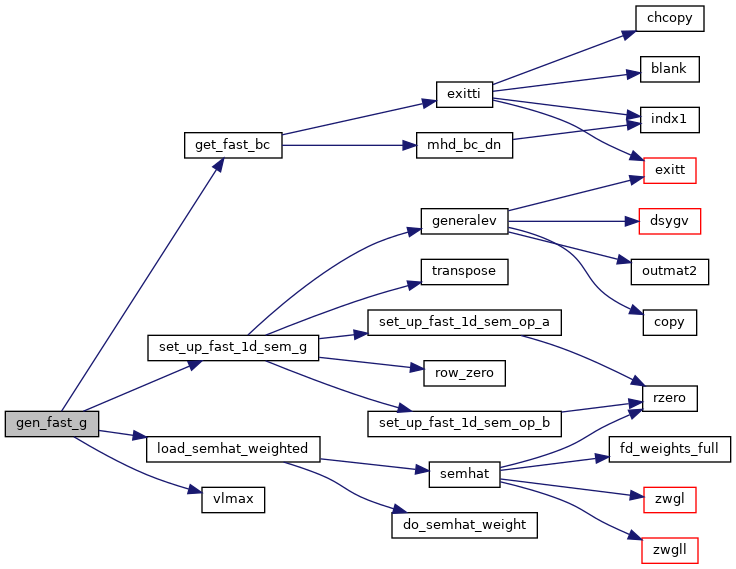 chcopy
blank
exitti
indx1
get_fast_bc
mhd_bc_dn
exitt
generalev
dsygv
outmat2
transpose
set_up_fast_1d_sem_op_a
copy
set_up_fast_1d_sem_g
row_zero
rzero
gen_fast_g
set_up_fast_1d_sem_op_b
load_semhat_weighted
fd_weights_full
semhat
vlmax
zwgl
do_semhat_weight
zwgll